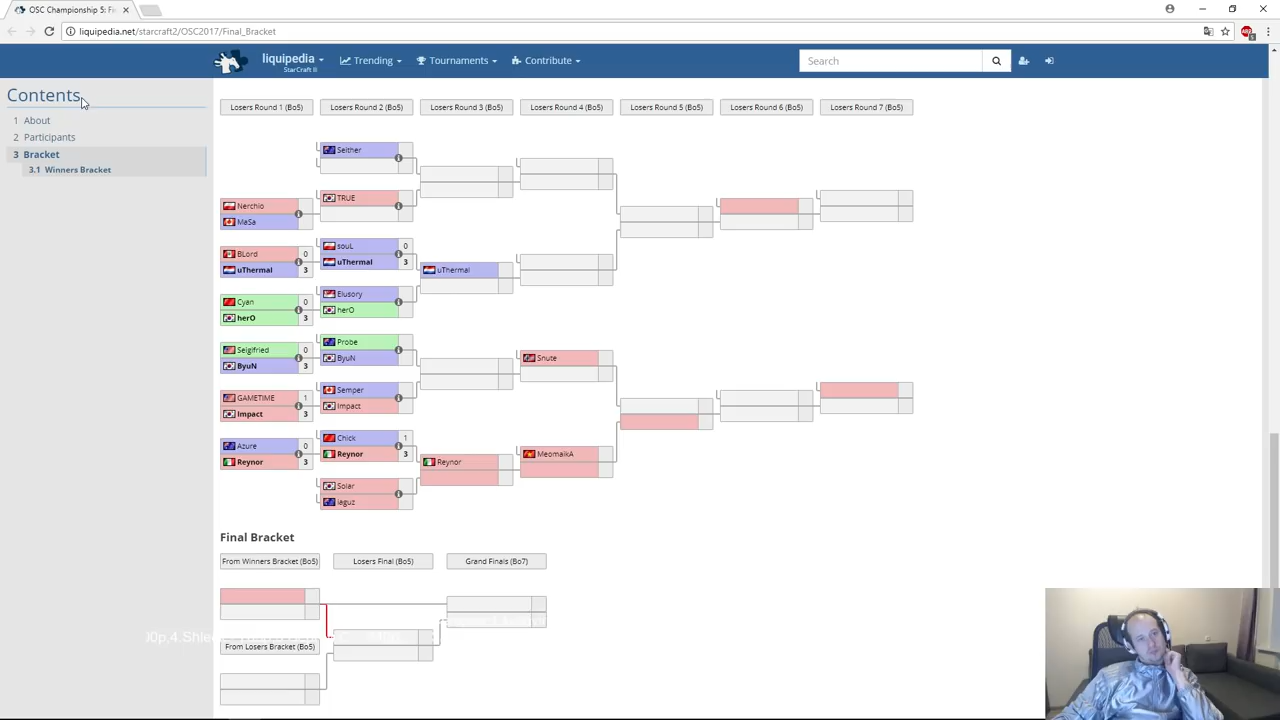 OSC Championship 5: Fi
liquipedia.net/starcraft2/OSC2017/Final_Bracket
liquipedia
StarCraft II
Trending
Tournaments
Contribute
Search
Contents
1 About
2 Participants
3 Bracket
3.1 Winners Bracket
Losers Round 1 (Bo5)
Losers Round 2 (Bo5)
Losers Round 3 (Bo5)
Losers Round 4 (Bo5)
Losers Round 5 (Bo5)
Losers Round 6 (Bo5)
Losers Round 7 (Bo5)
Seither
TRUE
Nerchio
MaSa
souL 0
BLord 0
uThermal 3
uThermal 3
uThermal
Elusory
Cyan 0
herO
herO 3
Probe
Seigifried 0
ByuN
Snute
ByuN 3
Semper
GAMETIME 1
Impact
Impact 3
Chick 1
Azure 0
Reynor 3
MeomaikA
Reynor 3
Reynor
Solar
iaguz
Final Bracket
From Winners Bracket (Bo5)
Losers Final (Bo5)
Grand Finals (Bo7)
From Losers Bracket (Bo5)